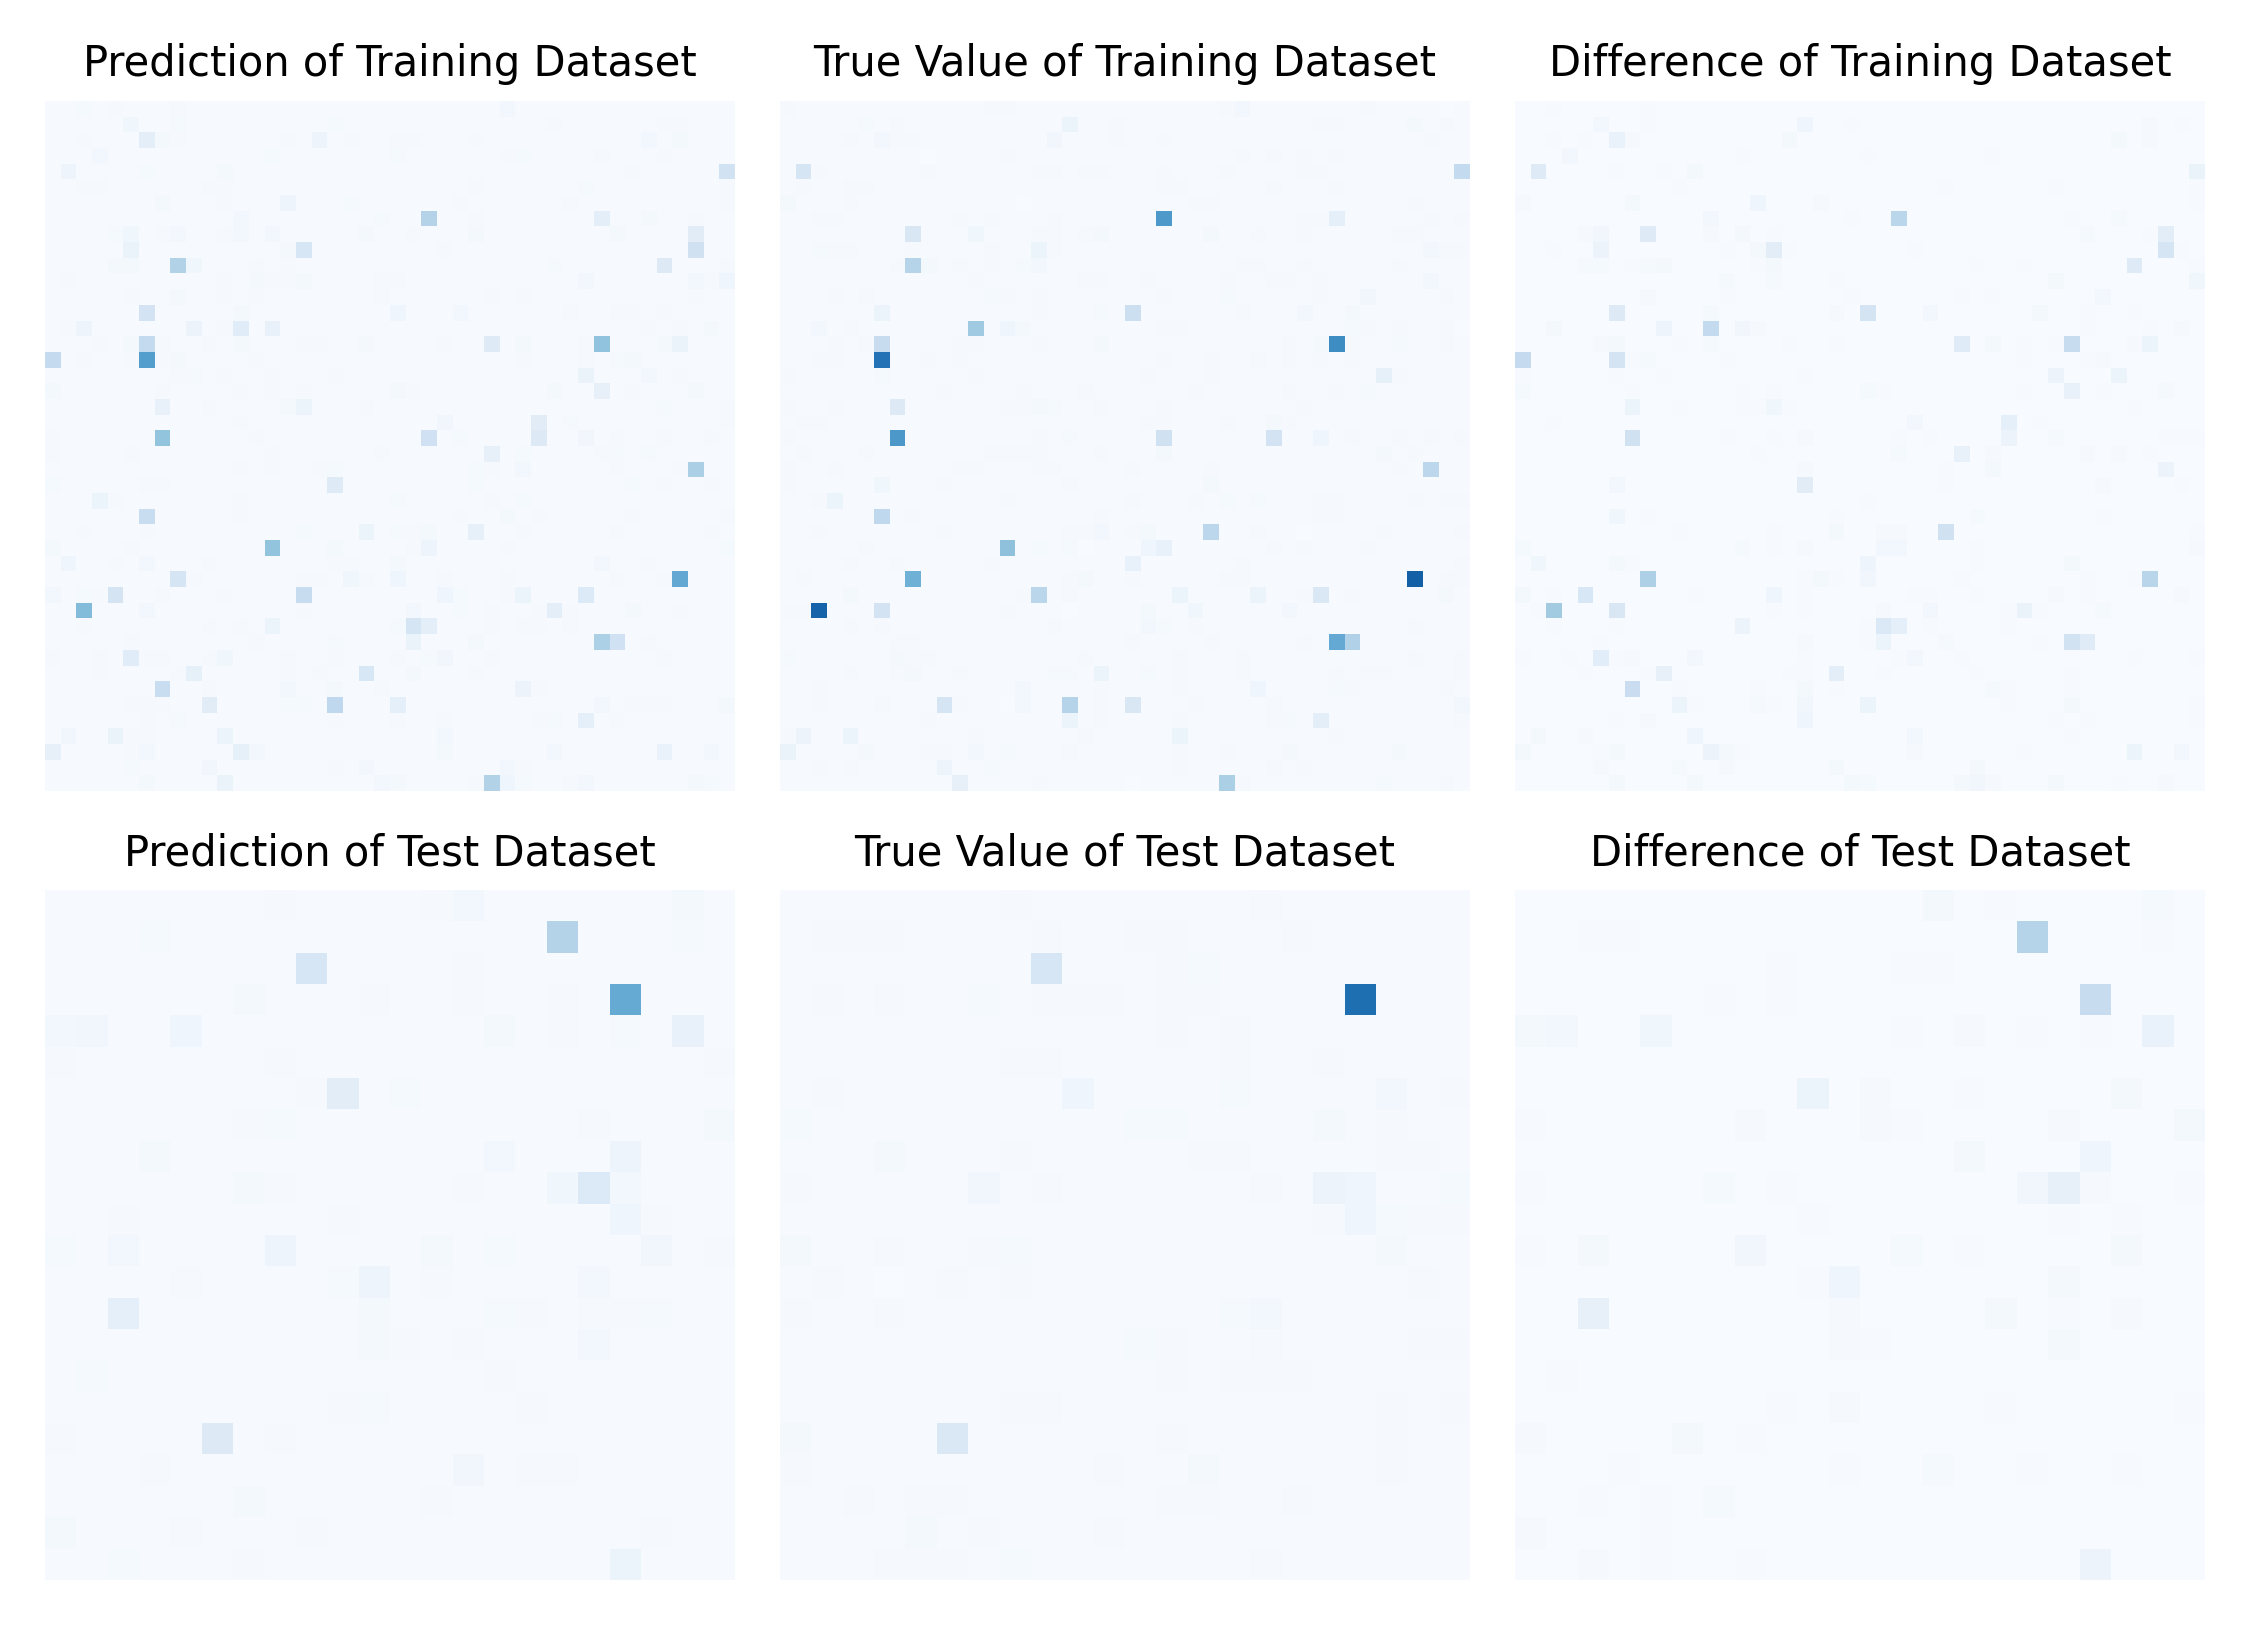 Prediction of Training Dataset
True Value of Training Dataset
Difference of Training Dataset
Prediction of Test Dataset
True Value of Test Dataset
Difference of Test Dataset